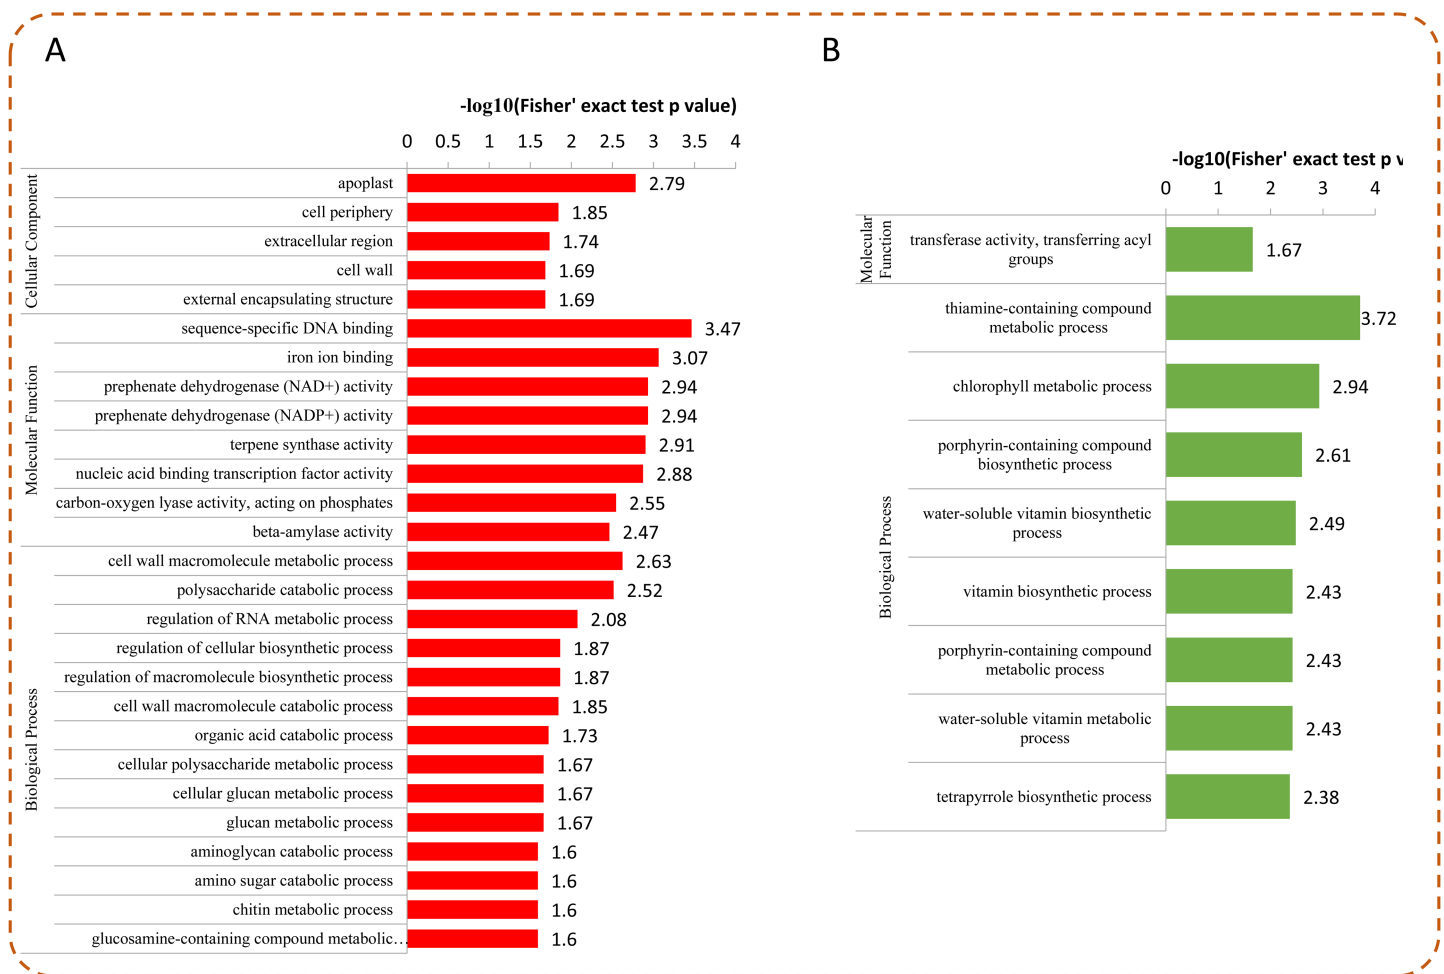 A
-log10(Fisher' exact test p value)
0 0.5 1 1.5 2 2.5 3 3.5 4
Cellular Component
apoplast 2.79
cell periphery 1.85
extracellular region 1.74
cell wall 1.69
external encapsulating structure 1.69
Molecular Function
sequence-specific DNA binding 3.47
iron ion binding 3.07
prephenate dehydrogenase (NAD+) activity 2.94
prephenate dehydrogenase (NADP+) activity 2.94
terpene synthase activity 2.91
nucleic acid binding transcription factor activity 2.88
carbon-oxygen lyase activity, acting on phosphates 2.55
beta-amylase activity 2.47
Biological Process
cell wall macromolecule metabolic process 2.63
polysaccharide catabolic process 2.52
regulation of RNA metabolic process 2.08
regulation of cellular biosynthetic process 1.87
regulation of macromolecule biosynthetic process 1.87
cell wall macromolecule catabolic process 1.85
organic acid catabolic process 1.73
cellular polysaccharide metabolic process 1.67
cellular glucan metabolic process 1.67
glucan metabolic process 1.67
aminoglycan catabolic process 1.6
amino sugar catabolic process 1.6
chitin metabolic process 1.6
glucosamine-containing compound metabolic... 1.6
B
-log10(Fisher' exact test p v
0 1 2 3 4
Molecular
Function
transferase activity, transferring acyl
groups
1.67
Biological Process
thiamine-containing compound
metabolic process
3.72
chlorophyll metabolic process 2.94
porphyrin-containing compound
biosynthetic process
2.61
water-soluble vitamin biosynthetic
process
2.49
vitamin biosynthetic process 2.43
porphyrin-containing compound
metabolic process
2.43
water-soluble vitamin metabolic
process
2.43
tetrapyrrole biosynthetic process 2.38